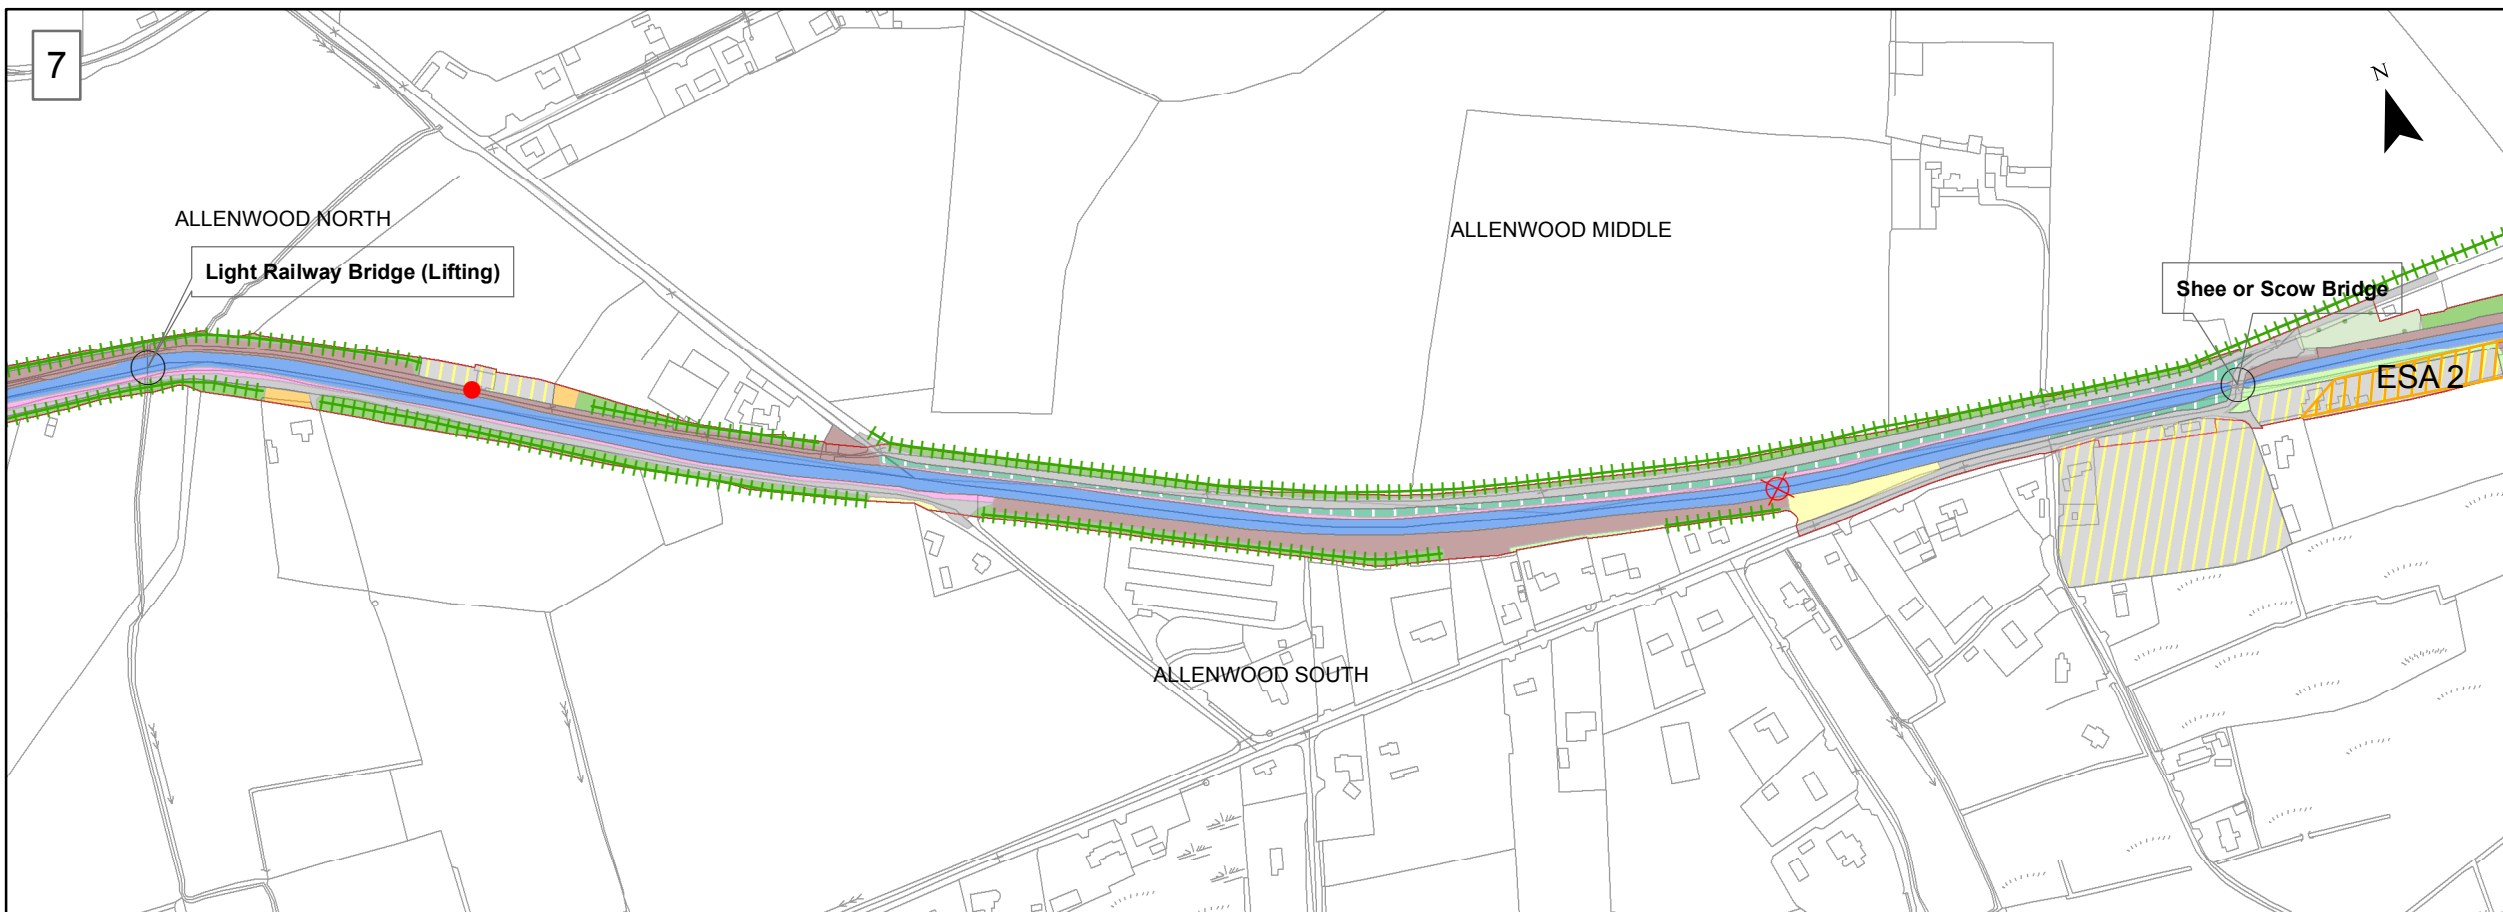 7
N
ALLENWOOD NORTH
ALLENWOOD MIDDLE
Light Railway Bridge (Lifting)
Shee or Scow Bridge
ESA 2
ALLENWOOD SOUTH